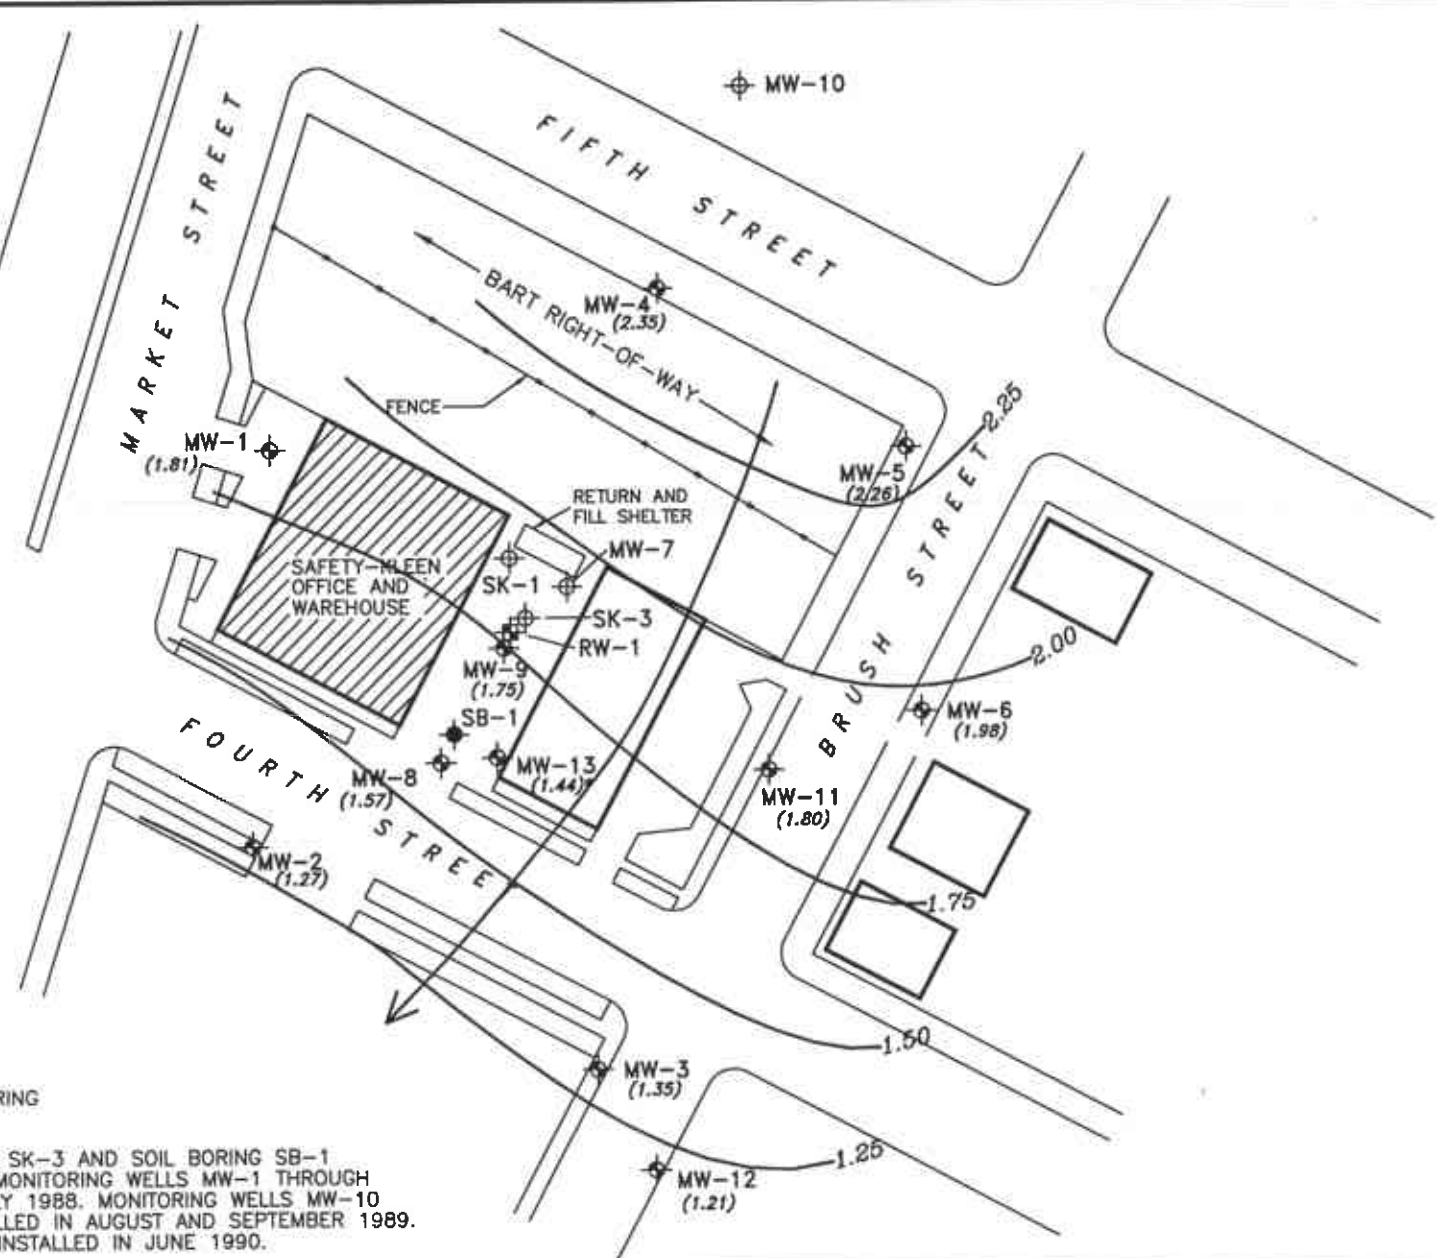 MW-10
FIFTH STREET
MARKET STREET
BART RIGHT-OF-WAY
MW-4
(2.35)
FENCE
2.25
MW-1
(1.81)
MW-5
(2.26)
RETURN AND
FILL SHELTER
MW-7
SAFETY-KLEEN
OFFICE AND
WAREHOUSE
SK-1
SK-3
RW-1
MW-9
(1.75)
BRUSH STREET
2.00
MW-6
(1.98)
SB-1
MW-8
(1.57)
MW-13
(1.44)*
MW-11
(1.80)
FOURTH STREE
MW-2
(1.27)
1.75
1.50
MW-3
(1.35)
1.25
MW-12
(1.21)
RING
SK-3 AND SOIL BORING SB-1
MONITORING WELLS MW-1 THROUGH
Y 1988. MONITORING WELLS MW-10
LLED IN AUGUST AND SEPTEMBER 1989.
INSTALLED IN JUNE 1990.